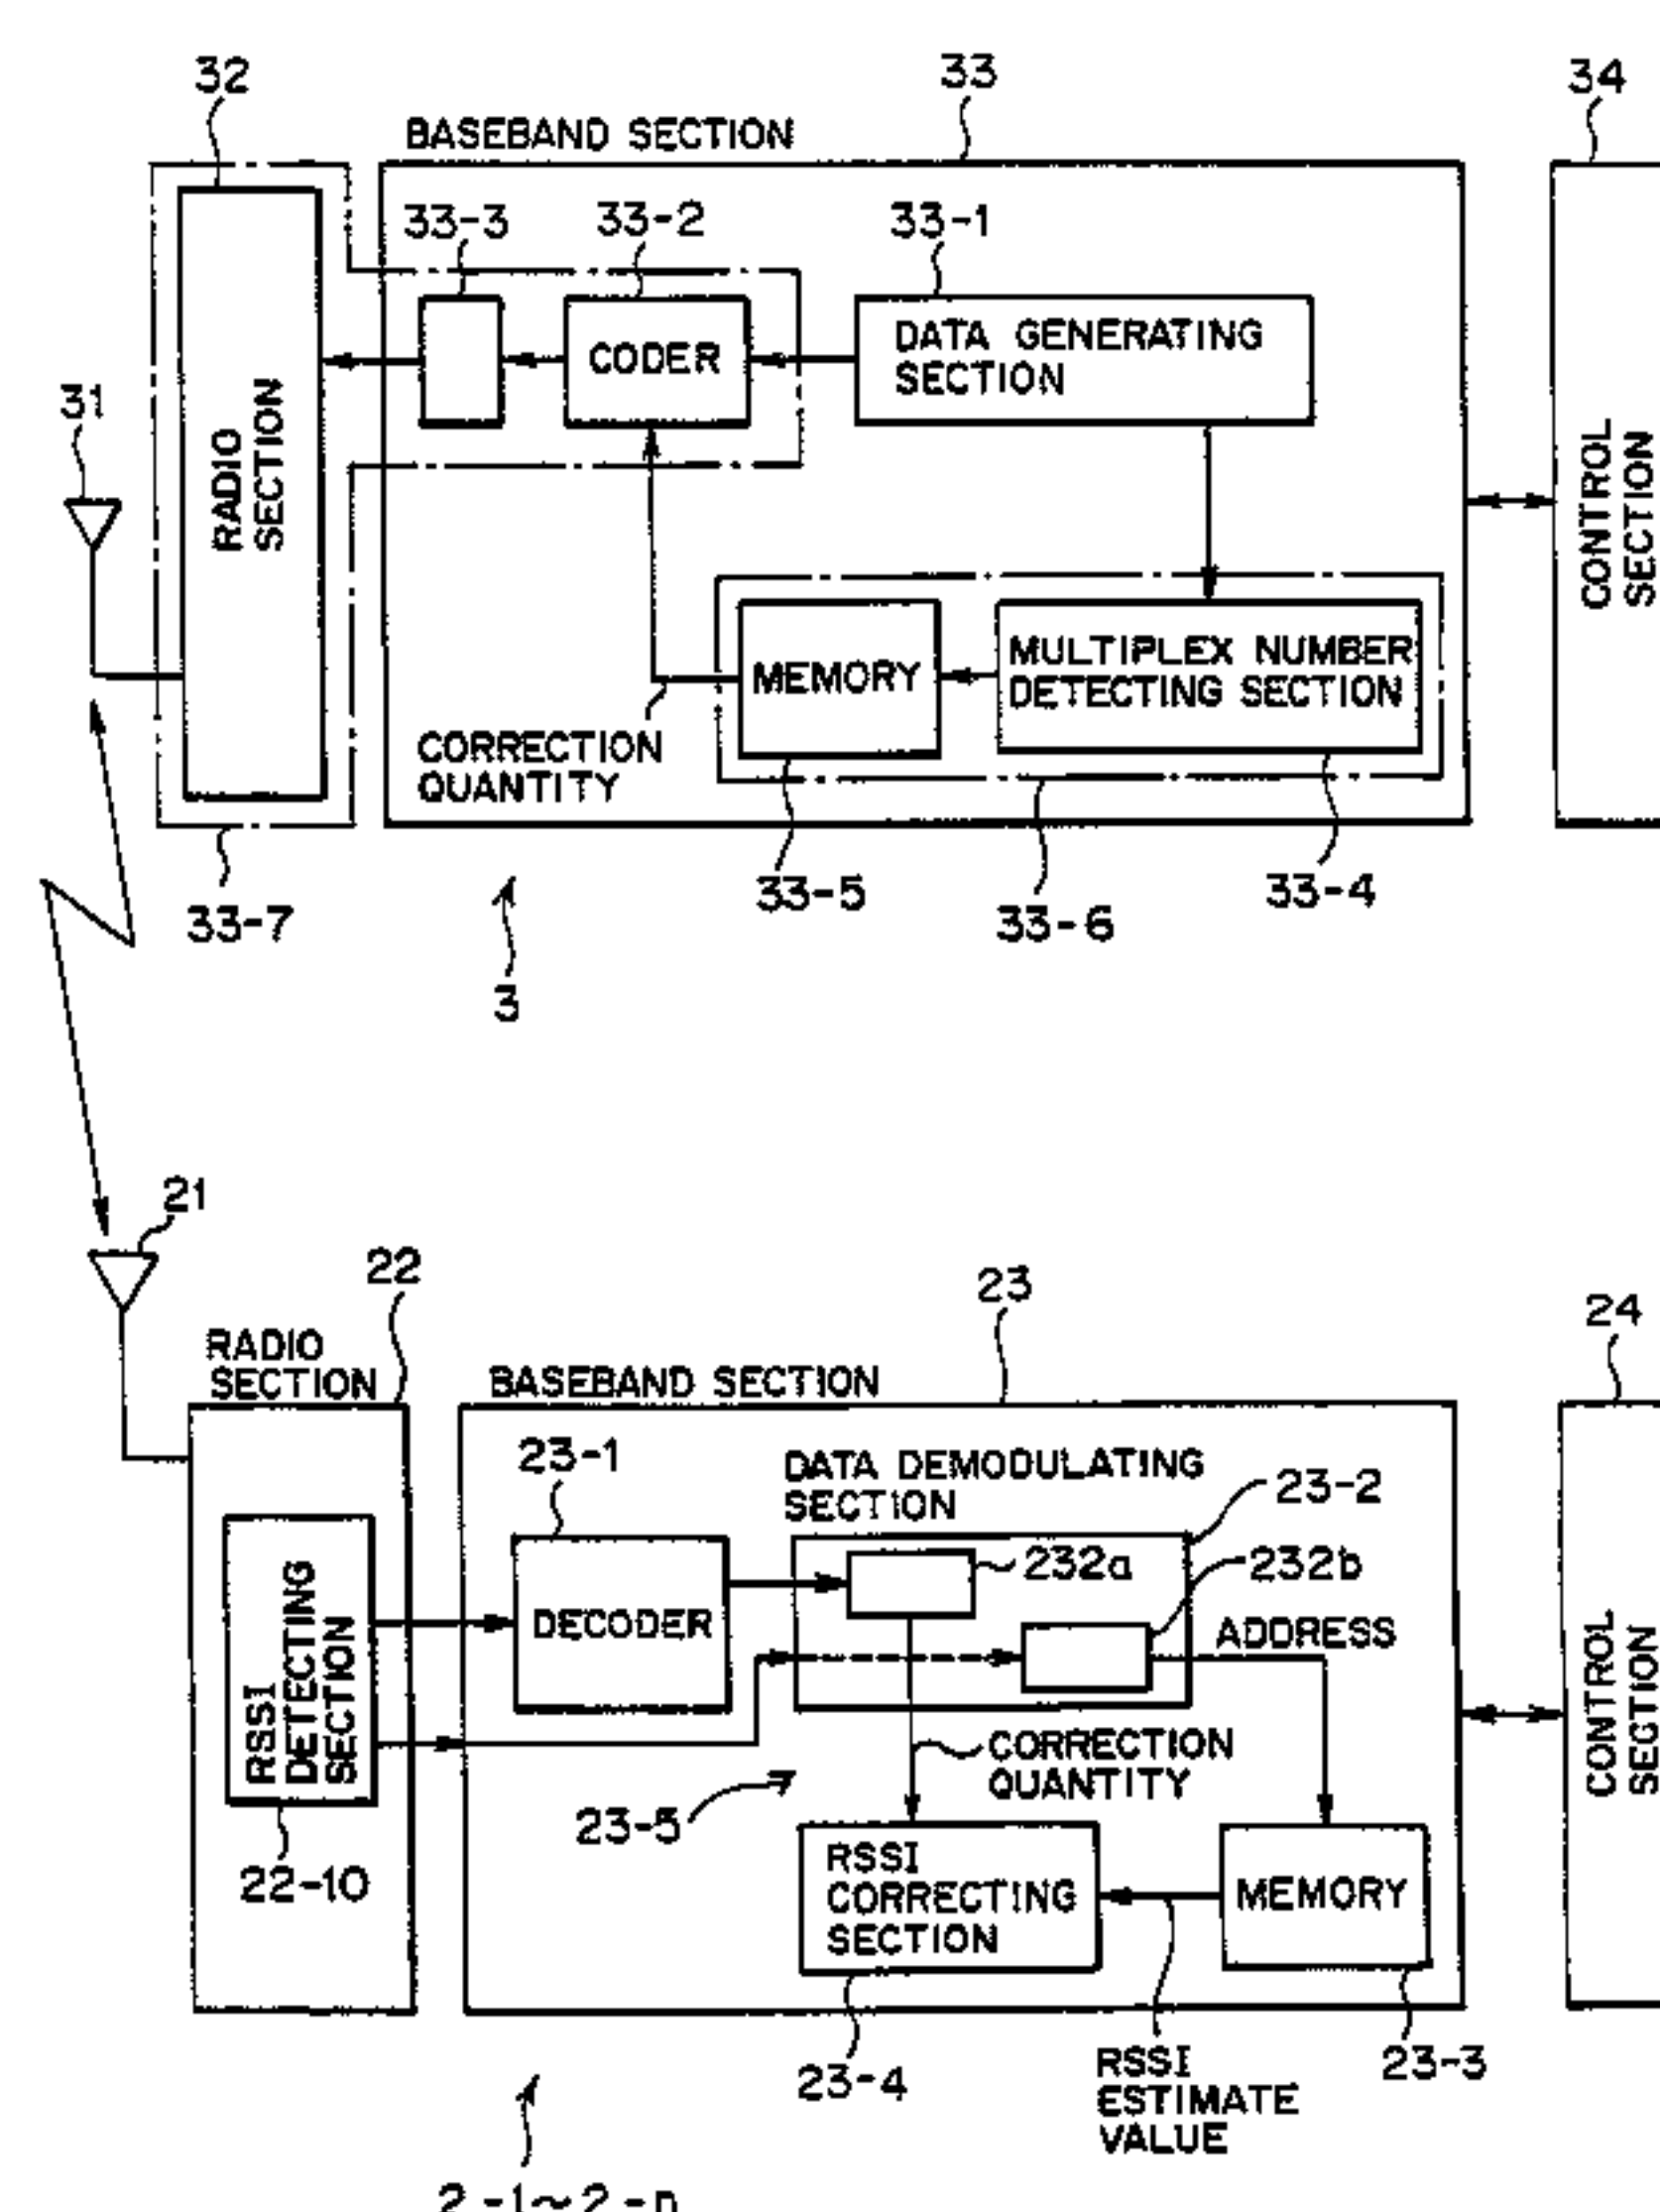 32
33
34
BASEBAND SECTION
33-3
33-2
33-1
CODER
DATA GENERATING
SECTION
31
RADIO
SECTION
CONTROL
SECTION
MEMORY
MULTIPLEX NUMBER
DETECTING SECTION
CORRECTION
QUANTITY
33-7
33-5
33-6
33-4
3
21
22
23
24
RADIO
SECTION
BASEBAND SECTION
23-1
DATA DEMODULATING
SECTION
23-2
232a
232b
DECODER
ADDRESS
RSSI
DETECTING
SECTION
CONTROL
SECTION
CORRECTION
QUANTITY
23-5
22-10
RSSI
CORRECTING
SECTION
MEMORY
23-4
RSSI
ESTIMATE
VALUE
23-3
2-1~2-n